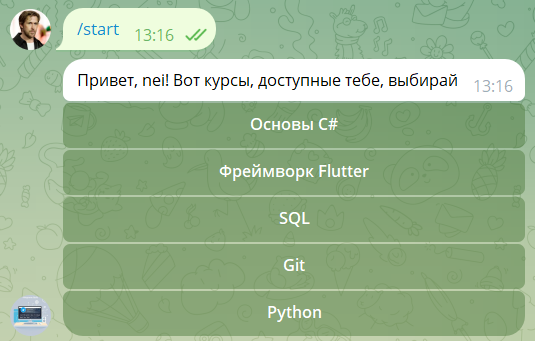 /start 13:16
Привет, nei! Вот курсы, доступные тебе, выбирай 13:16
Основы C#
Фреймворк Flutter
SQL
Git
Python